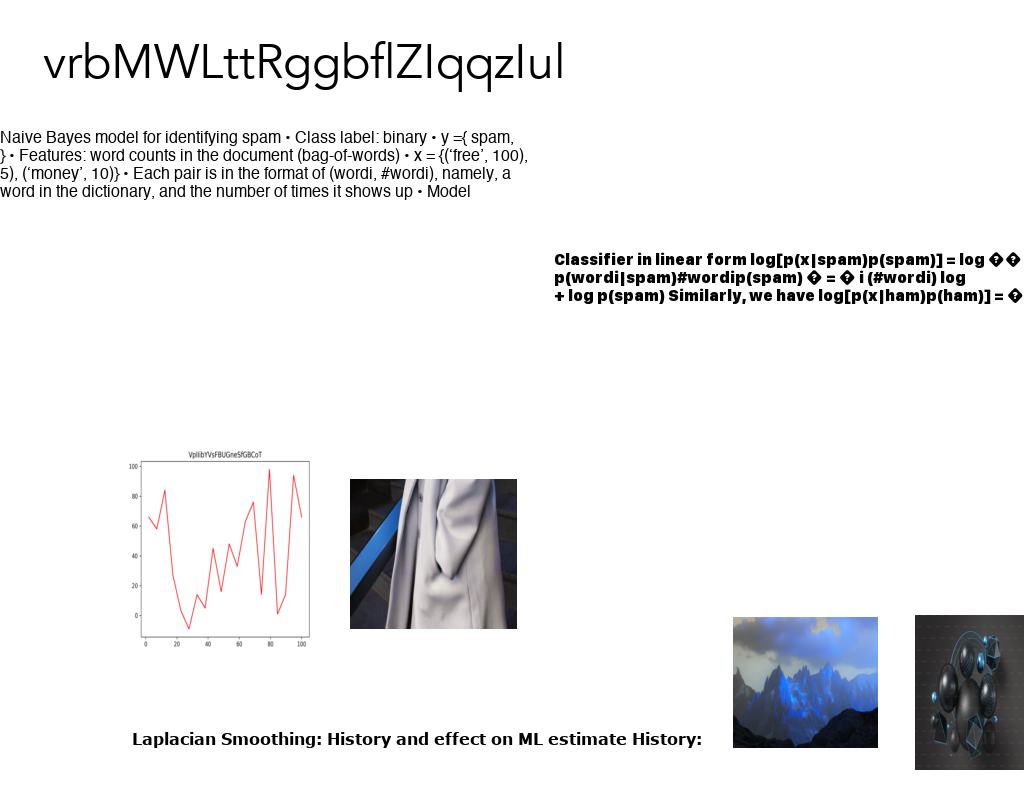 vrbMWLttRggbflZIqqzIul
Naive Bayes model for identifying spam • Class label: binary • y ={ spam,
} • Features: word counts in the document (bag-of-words) • x = {(‘free’, 100),
5), (‘money’, 10)} • Each pair is in the format of (wordi, #wordi), namely, a
word in the dictionary, and the number of times it shows up • Model
Classifier in linear form log[p(x|spam)p(spam)] = log ��
p(wordi|spam)#wordip(spam) � = � i (#wordi) log
+ log p(spam) Similarly, we have log[p(x|ham)p(ham)] = �
100
80
60
40
20
0
0 20 40 60 80 100
Laplacian Smoothing: History and effect on ML estimate History: